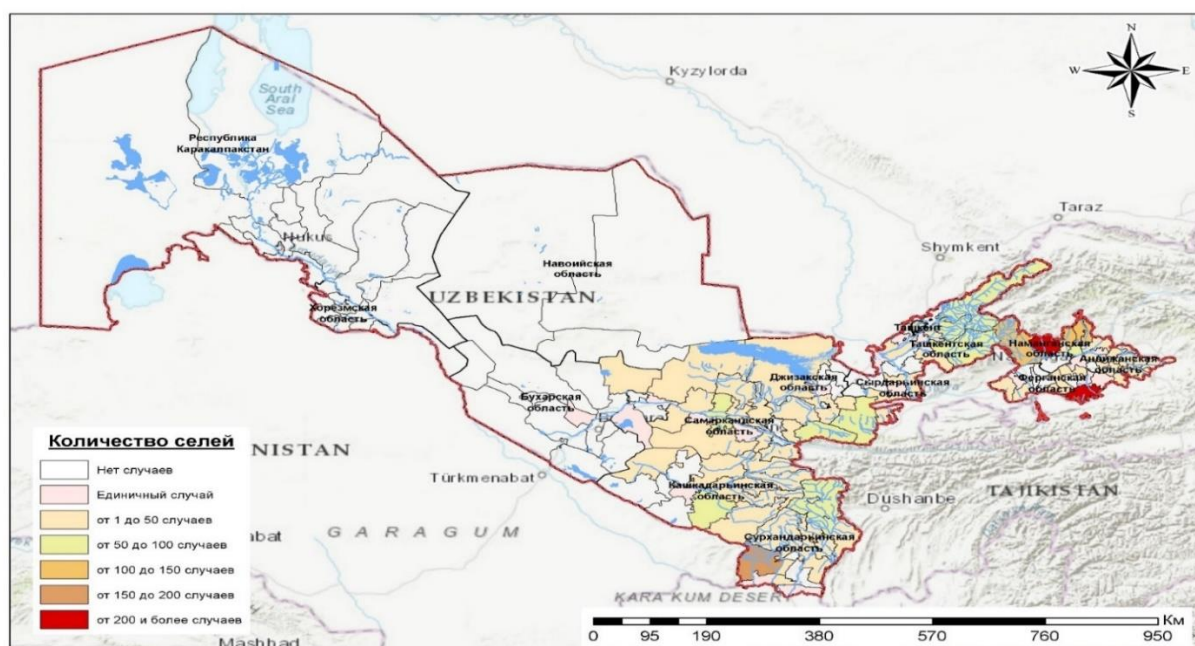 N
W
E
S
Kyzylorda
South
Aral
Sea
Республика
Каракалпакстан
Taraz
Shymkent
Nukus
Навоийская
область
UZBEKISTAN
Хорезмская
область
Ташкент
Ташкентская
область
Наманганская
область
Андижанская
область
Ферганская
область
Джизакская
область
Сырдарьинская
область
Бухарская
область
Самаркандская
область
Кашкадарьинская
область
Сурхандарьинская
область
Türkmenabat
Dushanbe
TAJIKISTAN
NISTAN
GARAGUM
abat
KARA KUM DESERT
Mashhad
Количество селей
Нет случаев
Единичный случай
от 1 до 50 случаев
от 50 до 100 случаев
от 100 до 150 случаев
от 150 до 200 случаев
от 200 и более случаев
0 95 190 380 570 760 950 Км